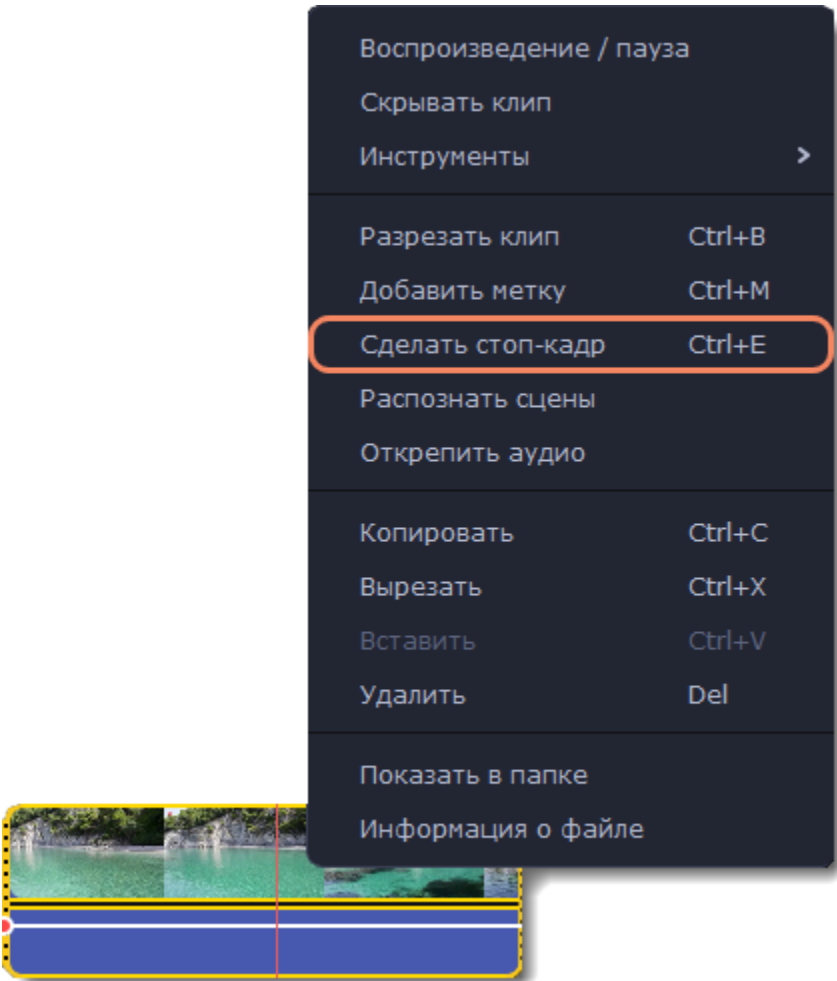 Воспроизведение / пауза
Скрывать клип
Инструменты
Разрезать клип Ctrl+B
Добавить метку Ctrl+M
Сделать стоп-кадр Ctrl+E
Распознать сцены
Открепить аудио
Копировать Ctrl+C
Вырезать Ctrl+X
Вставить Ctrl+V
Удалить Del
Показать в папке
Информация о файле